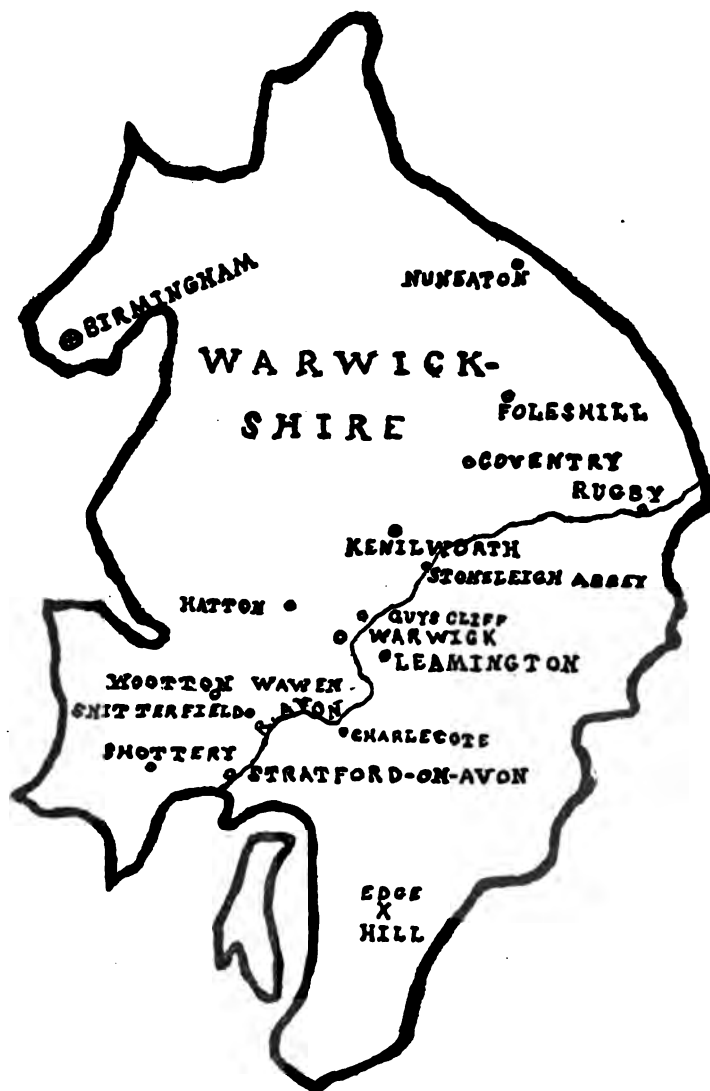 NUNEATON
BIRMINGHAM
WARWICK-
SHIRE
FOLESHILL
COVENTRY
RUGBY
KENILWORTH
STONELEIGH ABBEY
HATTON
GUYS CLIFF
WARWICK
LEAMINGTON
WOOTTON WAWEN
SNITTERFIELD
R. AVON
CHARLECOTE
SHOTTERY
STRATFORD-ON-AVON
EDGE
X
HILL